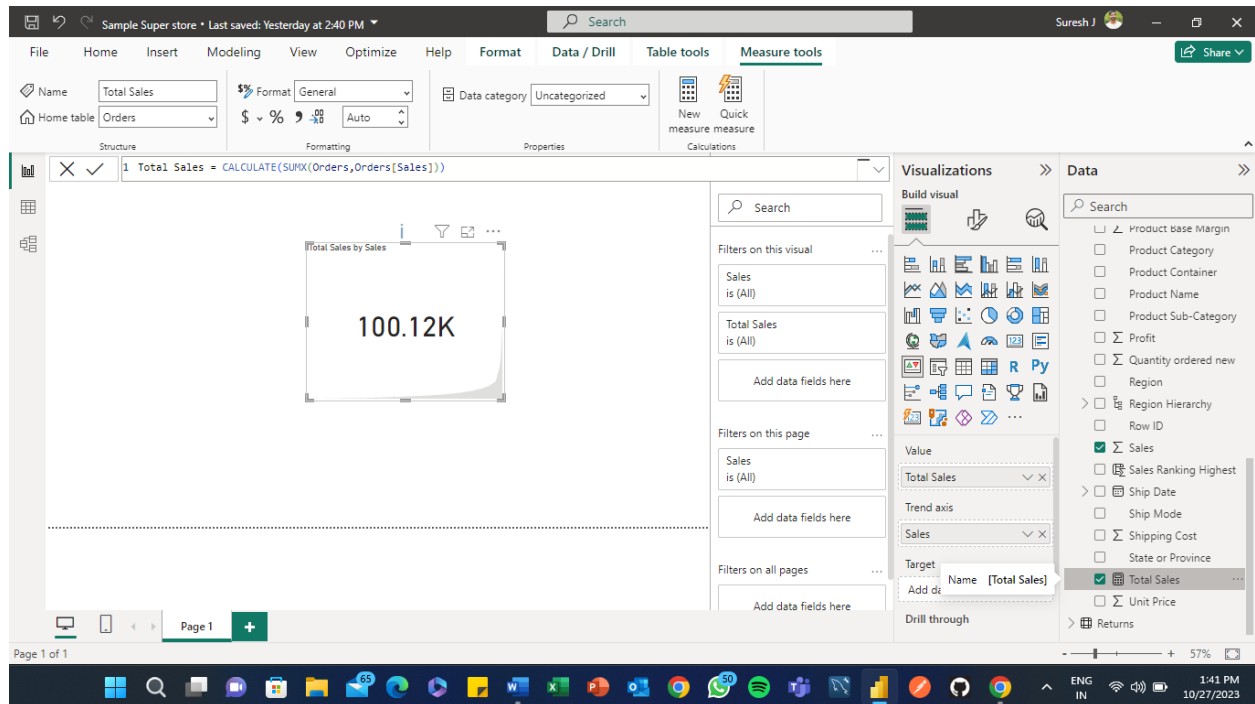 Sample Super store • Last saved: Yesterday at 2:40 PM
Search
Suresh J
File Home Insert Modeling View Optimize Help Format Data / Drill Table tools Measure tools
Share
Name Total Sales
Home table Orders
Structure
$% Format General
$ % 9 Auto
Formatting
Data category Uncategorized
Properties
New measure
Quick measure
Calculations
1 Total Sales = CALCULATE(SUMX(Orders,Orders[Sales]))
Total Sales by Sales
100.12K
Search
Filters on this visual
Sales
is (All)
Total Sales
is (All)
Add data fields here
Filters on this page
Sales
is (All)
Add data fields here
Filters on all pages
Add data fields here
Visualizations
Build visual
123
R Py
123
Value
Total Sales
Trend axis
Sales
Target
Add da
Name [Total Sales]
Drill through
Data
Search
Product Base Margin
Product Category
Product Container
Product Name
Product Sub-Category
Profit
Quantity ordered new
Region
Region Hierarchy
Row ID
Sales
Sales Ranking Highest
Ship Date
Ship Mode
Shipping Cost
State or Province
Total Sales
Unit Price
Returns
Page 1
Page 1 of 1
57%
65
50
ENG
IN
1:41 PM
10/27/2023